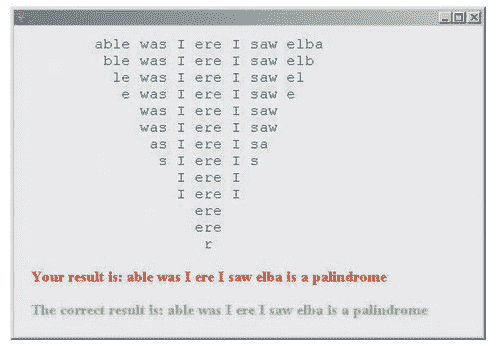 able was I ere I saw elba
ble was I ere I saw elb
le was I ere I saw el
e was I ere I saw e
was I ere I saw
was I ere I saw
as I ere I sa
s I ere I s
I ere I
I ere I
ere
ere
r
Your result is: able was I ere I saw elba is a palindrome
The correct result is: able was I ere I saw elba is a palindrome